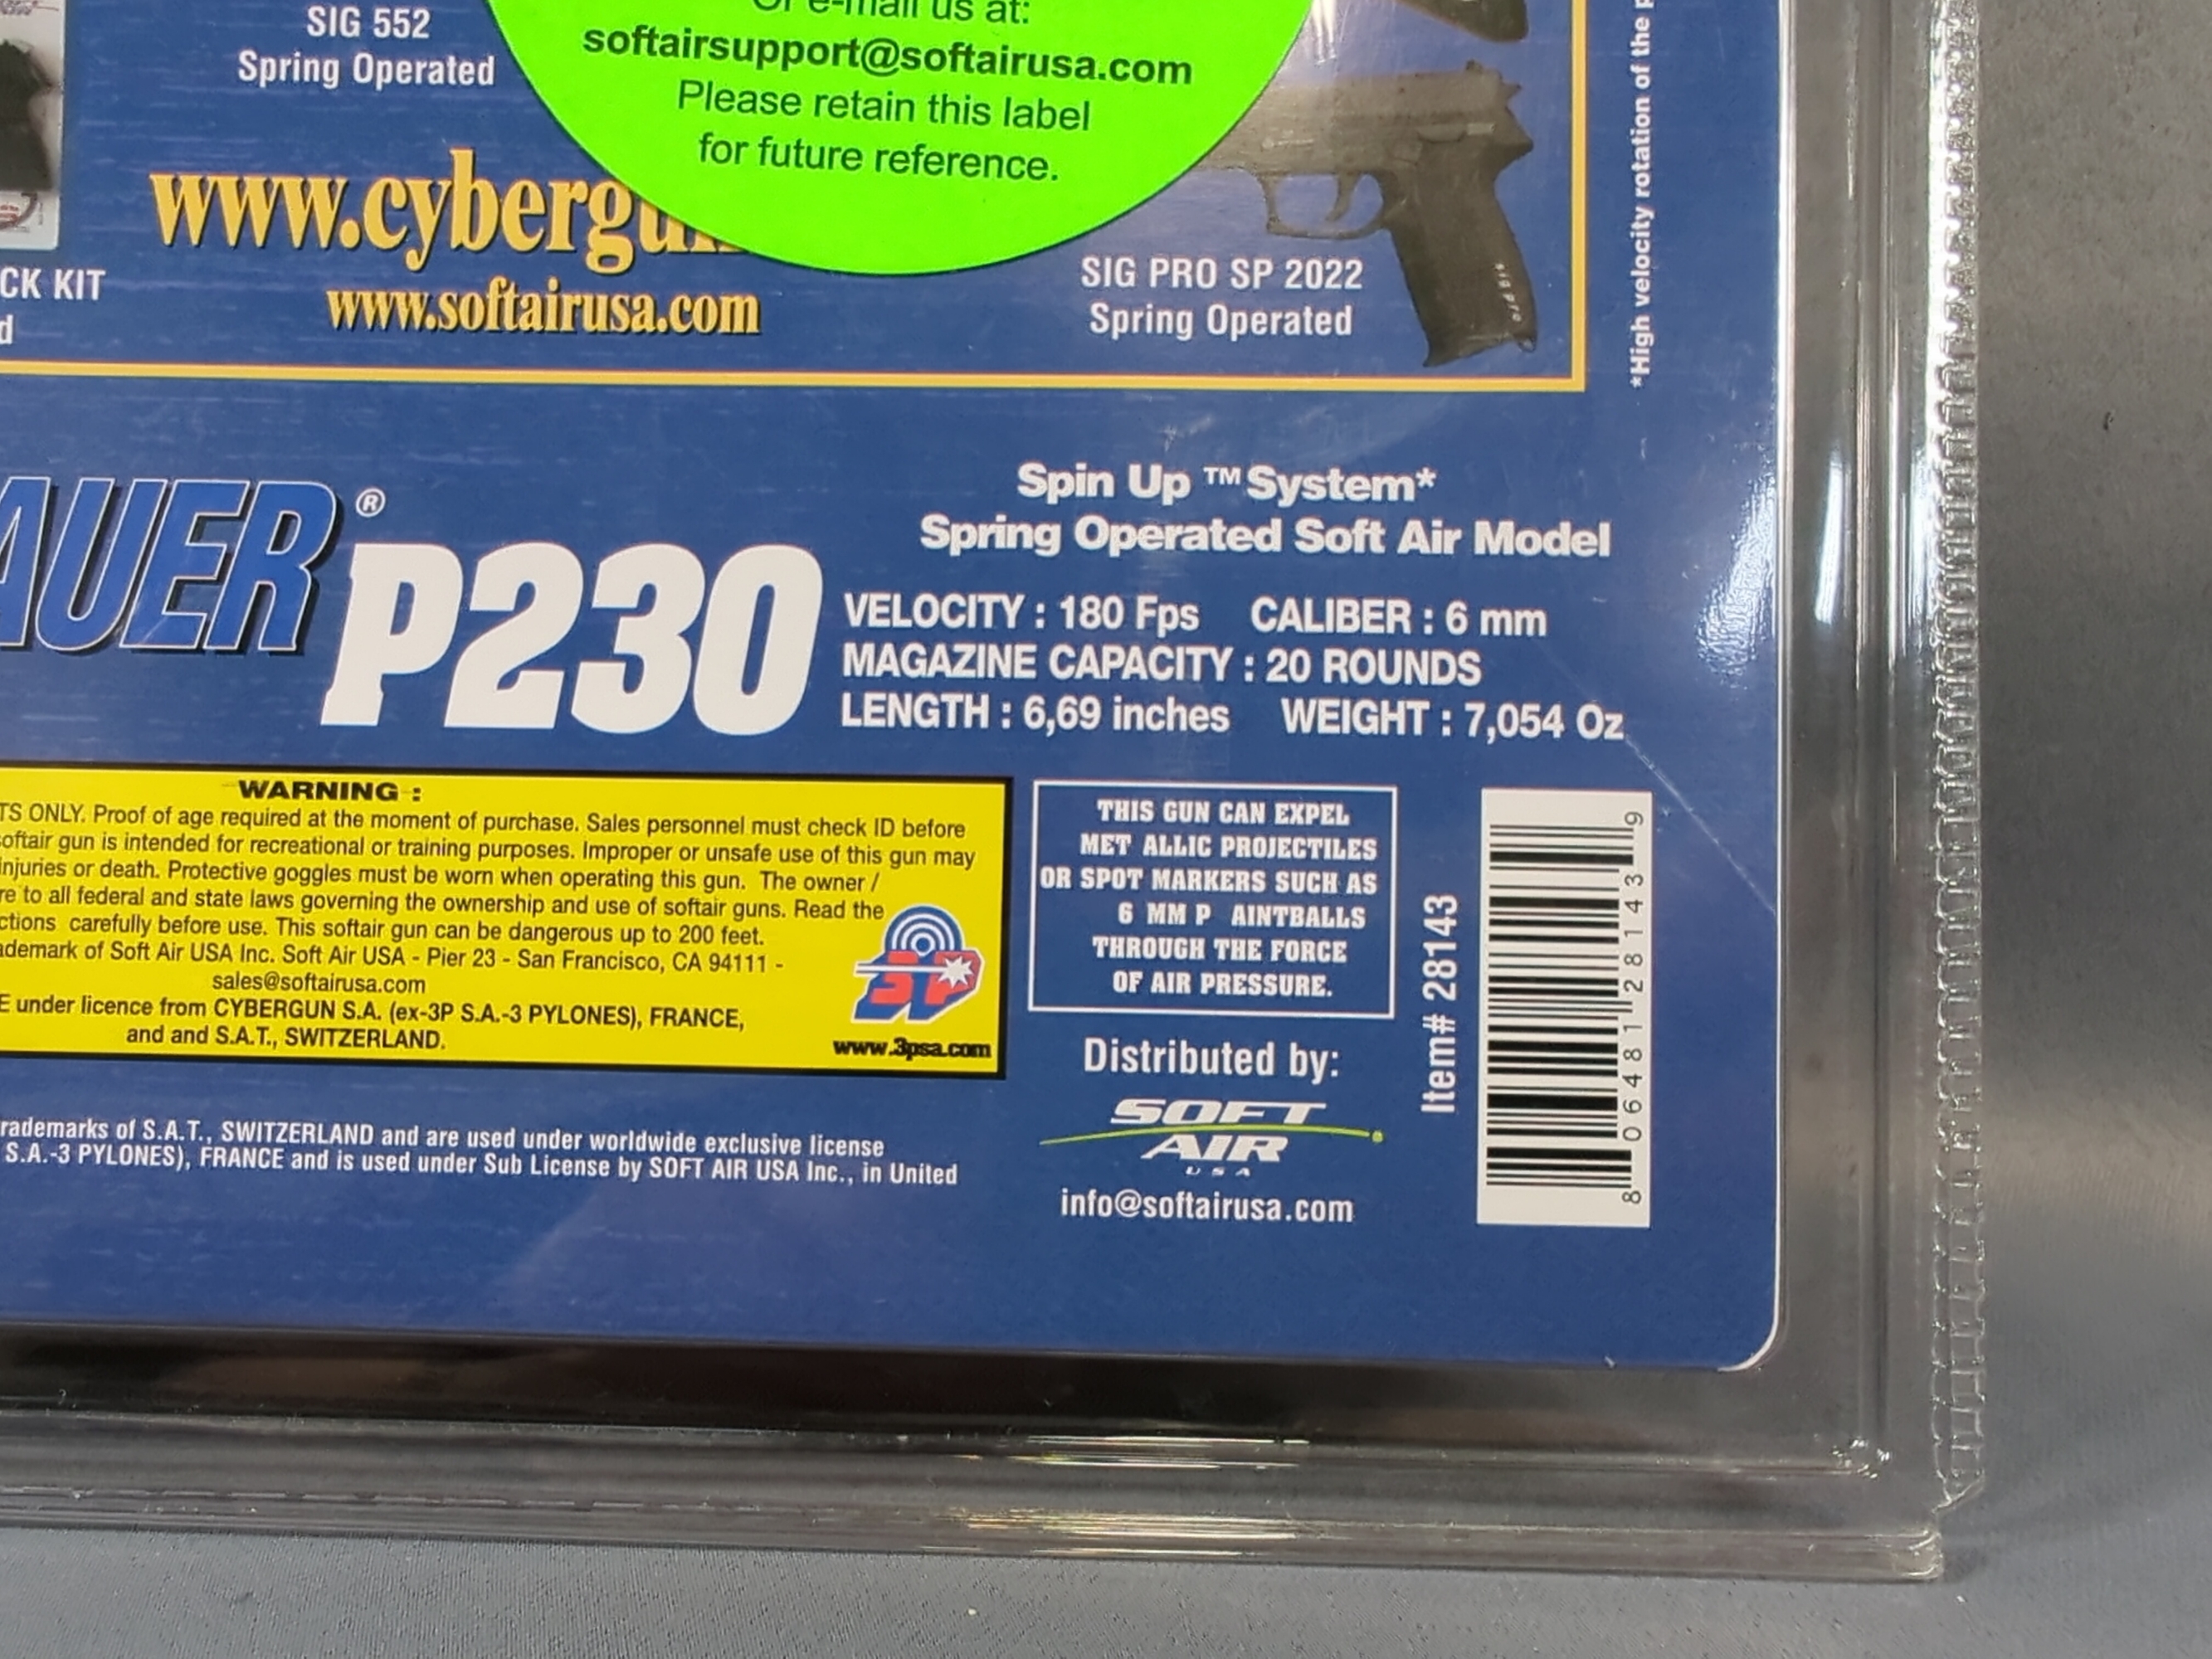 SIG 552
Spring Operated
Or e-mail us at:
softairsupport@softairusa.com
Please retain this label
for future reference.
www.cybergun
www.softairusa.com
CK KIT
d
SIG PRO SP 2022
Spring Operated
sig pro
*High velocity rotation of the
AUER® P230
Spin Up ™ System*
Spring Operated Soft Air Model
VELOCITY : 180 Fps CALIBER : 6 mm
MAGAZINE CAPACITY : 20 ROUNDS
LENGTH : 6,69 inches WEIGHT : 7,054 Oz
WARNING :
TS ONLY. Proof of age required at the moment of purchase. Sales personnel must check ID before
oftair gun is intended for recreational or training purposes. Improper or unsafe use of this gun may
injuries or death. Protective goggles must be worn when operating this gun. The owner /
re to all federal and state laws governing the ownership and use of softair guns. Read the
ctions carefully before use. This softair gun can be dangerous up to 200 feet.
ademark of Soft Air USA Inc. Soft Air USA - Pier 23 - San Francisco, CA 94111 -
sales@softairusa.com
E under licence from CYBERGUN S.A. (ex-3P S.A.-3 PYLONES), FRANCE,
and and S.A.T., SWITZERLAND.
3P
www.3psa.com
THIS GUN CAN EXPEL
MET ALLIC PROJECTILES
OR SPOT MARKERS SUCH AS
6 MM P AINTBALLS
THROUGH THE FORCE
OF AIR PRESSURE.
Distributed by:
SOFT
AIR
USA
info@softairusa.com
Item# 28143
8 06481 28143 9
rademarks of S.A.T., SWITZERLAND and are used under worldwide exclusive license
S.A.-3 PYLONES), FRANCE and is used under Sub License by SOFT AIR USA Inc., in United